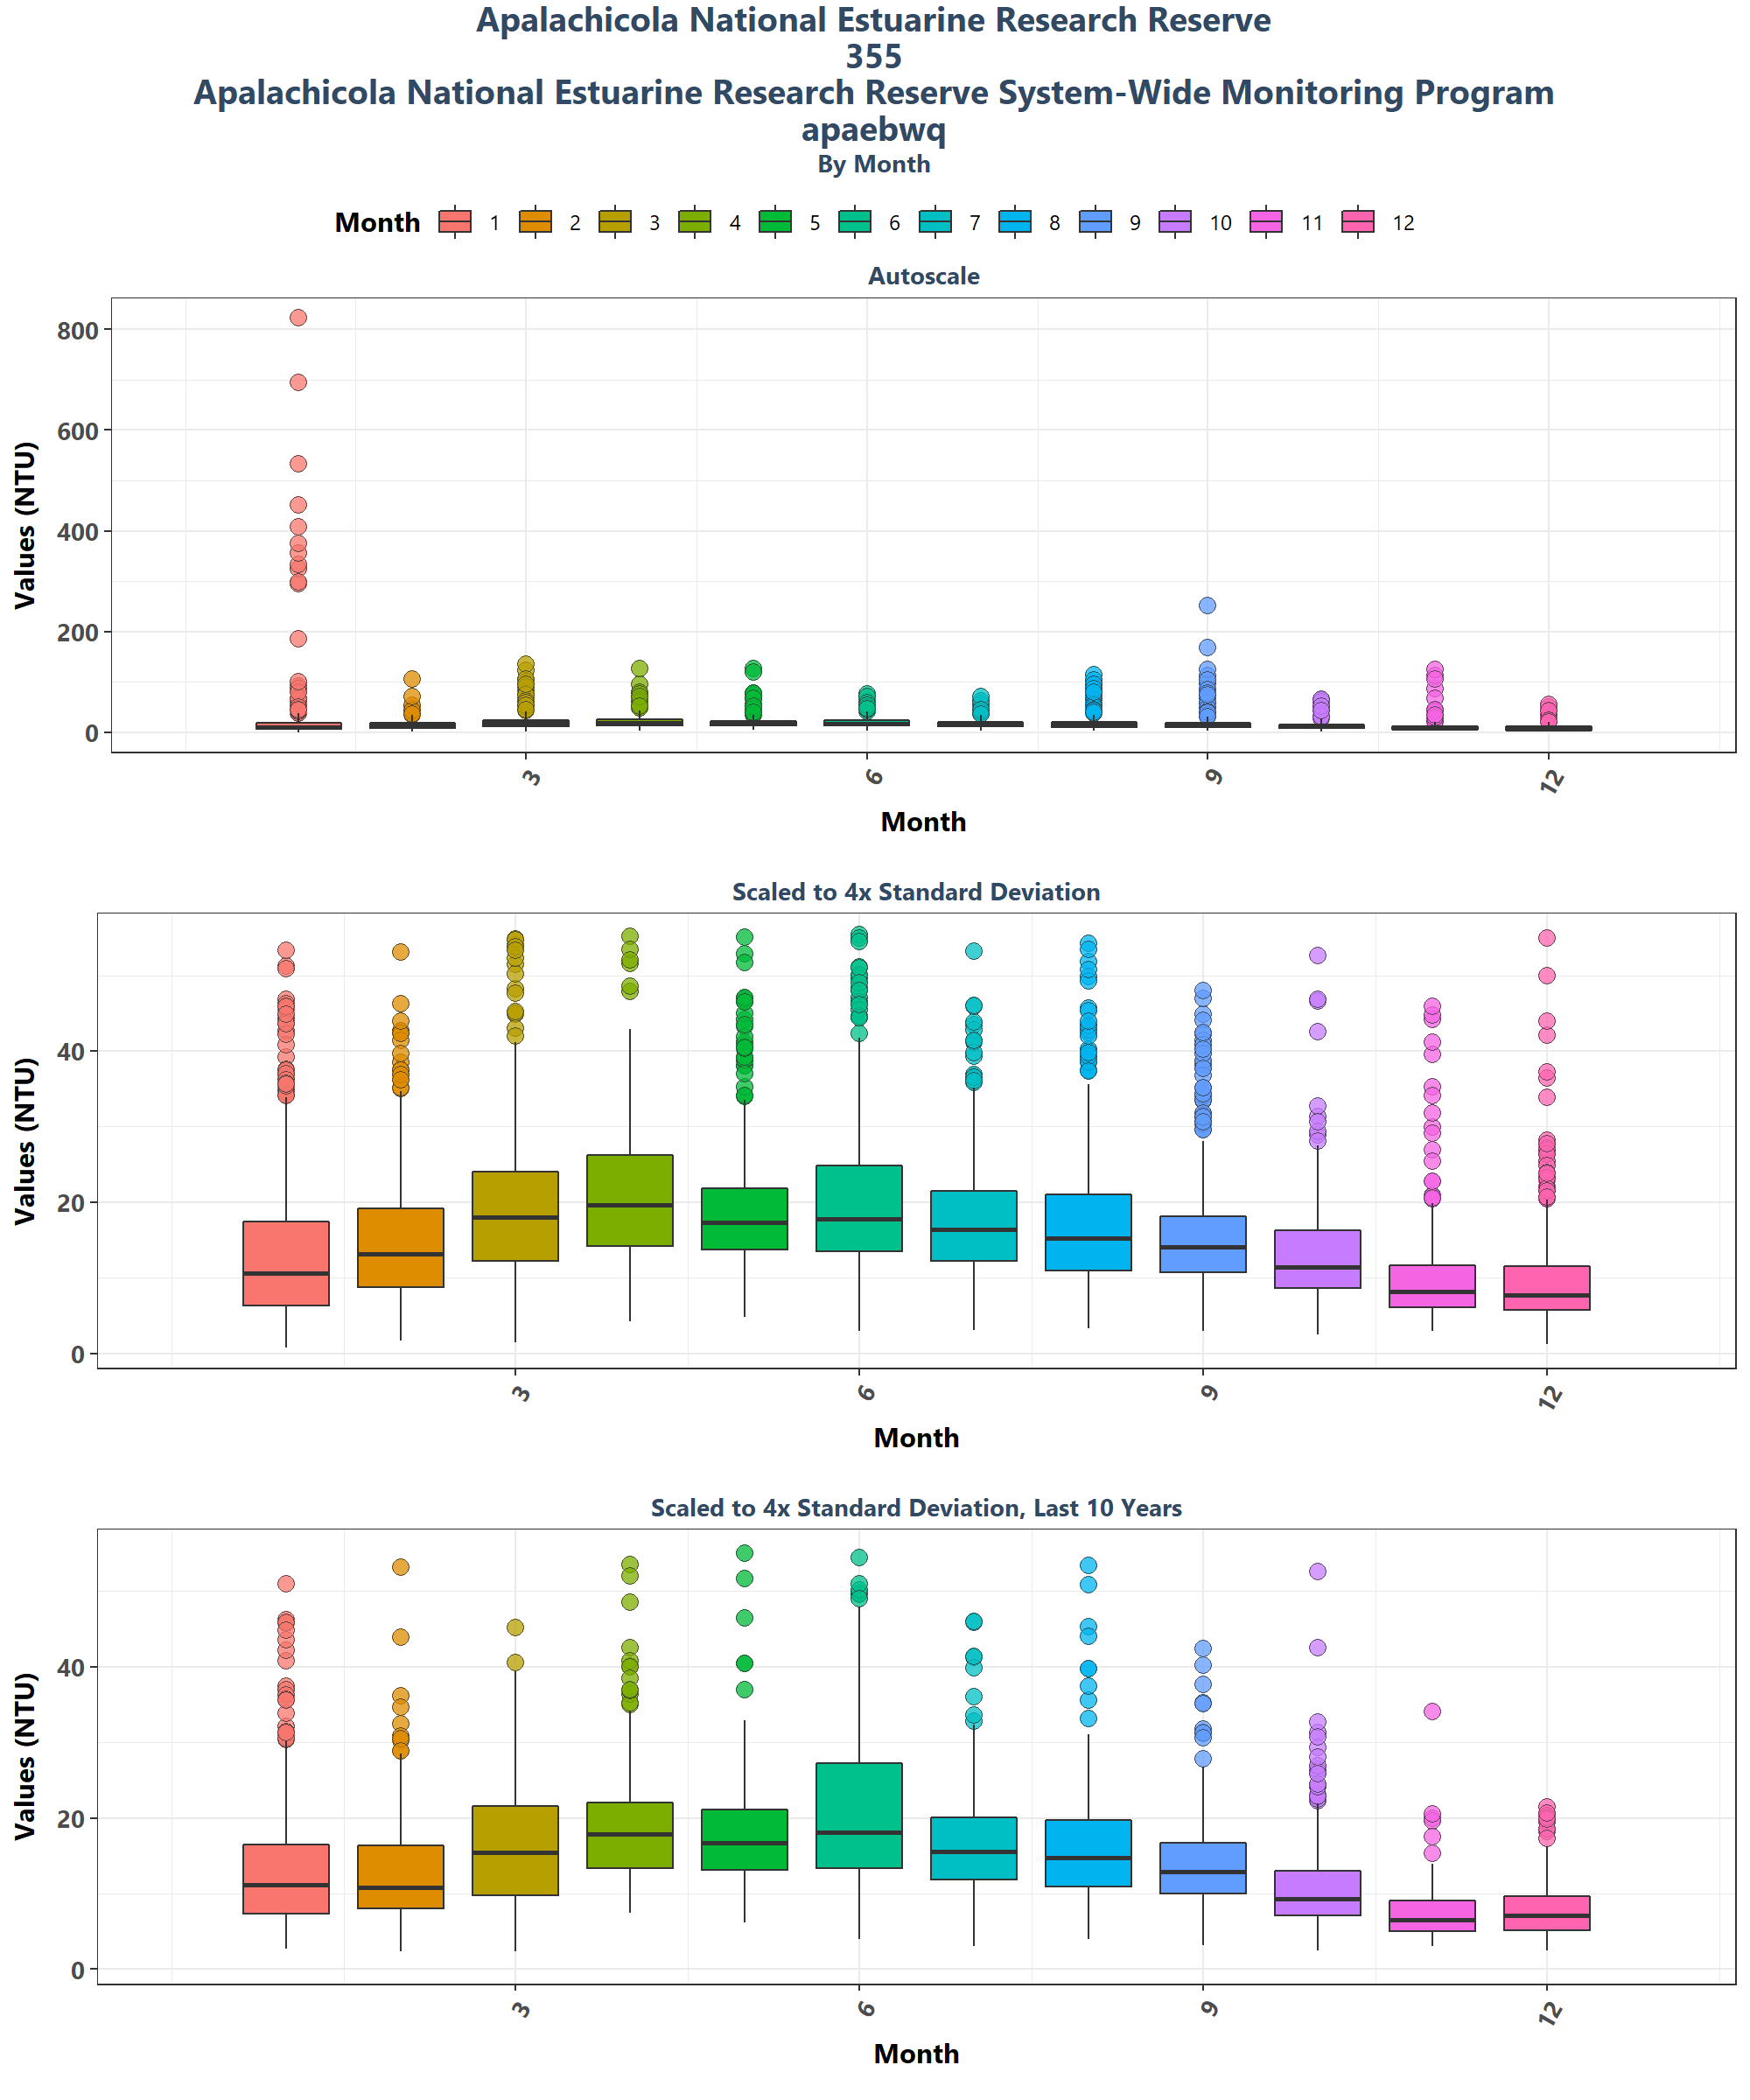 Apalachicola National Estuarine Research Reserve
355
Apalachicola National Estuarine Research Reserve System-Wide Monitoring Program
apaebwq
By Month
Month 1 2 3 4 5 6 7 8 9 10 11 12
Autoscale
Values (NTU)
800
600
400
200
0
3 6 9 12
Month
Scaled to 4x Standard Deviation
Values (NTU)
40
20
0
3 6 9 12
Month
Scaled to 4x Standard Deviation, Last 10 Years
Values (NTU)
40
20
0
3 6 9 12
Month